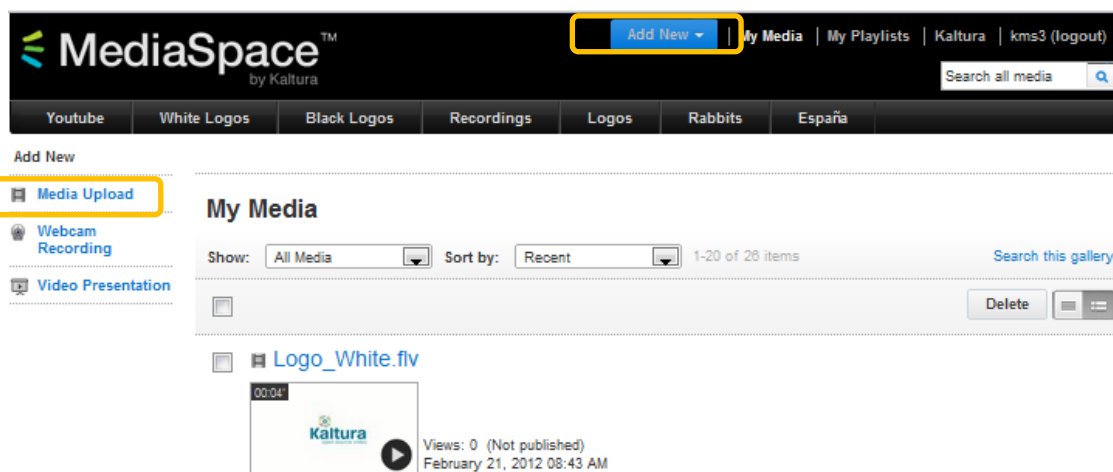 MediaSpace™
by Kaltura
Add New | My Media | My Playlists | Kaltura | kms3 (logout)
Search all media
Youtube White Logos Black Logos Recordings Logos Rabbits España
Add New
Media Upload
Webcam
Recording
Video Presentation
My Media
Show: All Media Sort by: Recent 1-20 of 26 items Search this gallery
Delete
Logo_White.flv
00:04"
Kaltura
Views: 0 (Not published)
February 21, 2012 08:43 AM